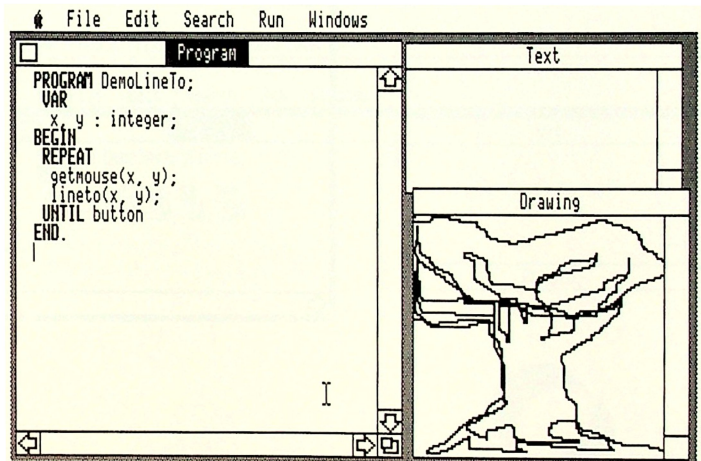 File Edit Search Run Windows
Program
PROGRAM DemoLineTo;
VAR
x, y : integer;
BEGIN
REPEAT
getmouse(x, y);
lineto(x, y);
UNTIL button
END.
Text
Drawing